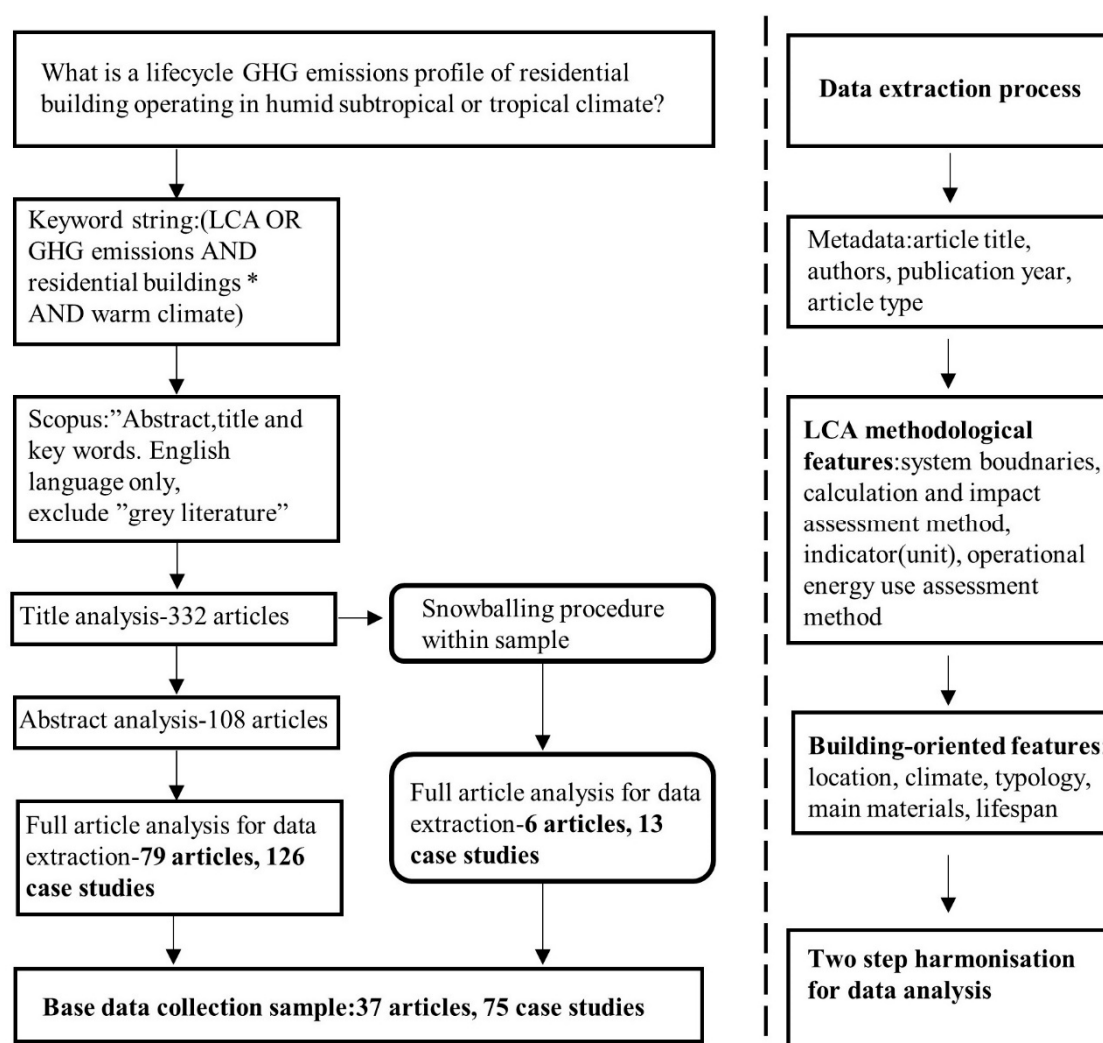 What is a lifecycle GHG emissions profile of residential
building operating in humid subtropical or tropical climate?
Keyword string:(LCA OR
GHG emissions AND
residential buildings *
AND warm climate)
Scopus:”Abstract,title and
key words. English
language only,
exclude ”grey literature”
Title analysis-332 articles
Snowballing procedure
within sample
Abstract analysis-108 articles
Full article analysis for data
extraction-79 articles, 126
case studies
Full article analysis for data
extraction-6 articles, 13
case studies
Base data collection sample:37 articles, 75 case studies
Data extraction process
Metadata:article title,
authors, publication year,
article type
LCA methodological
features:system boudnaries,
calculation and impact
assessment method,
indicator(unit), operational
energy use assessment
method
Building-oriented features:
location, climate, typology,
main materials, lifespan
Two step harmonisation
for data analysis